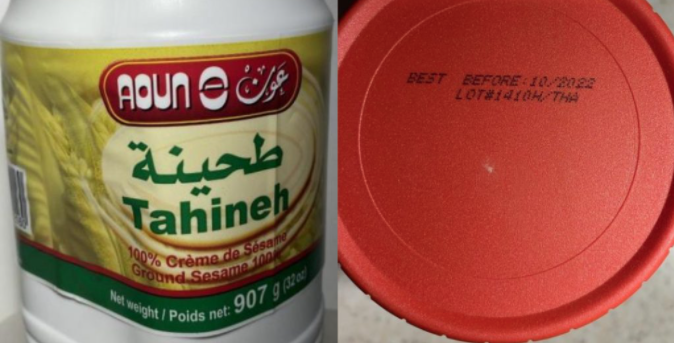 AOUN عون
طحينة
Tahineh
100% Crème de Sésame
Ground Sesame 100%
Net weight / Poids net: 907 g (32 oz)
BEST BEFORE:10/2022
LOT#1410H/THA